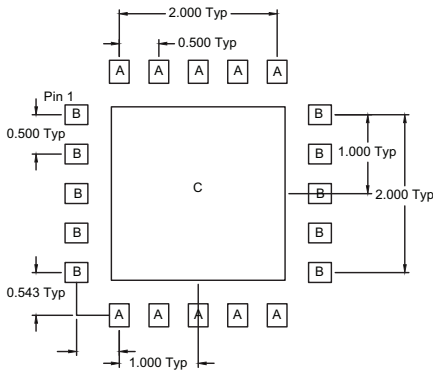 2.000 Typ
0.500 Typ
A A A A A
Pin 1
B B
0.500 Typ
B B
1.000 Typ
B C B
2.000 Typ
B B
B B
0.543 Typ
A A A A A
1.000 Typ